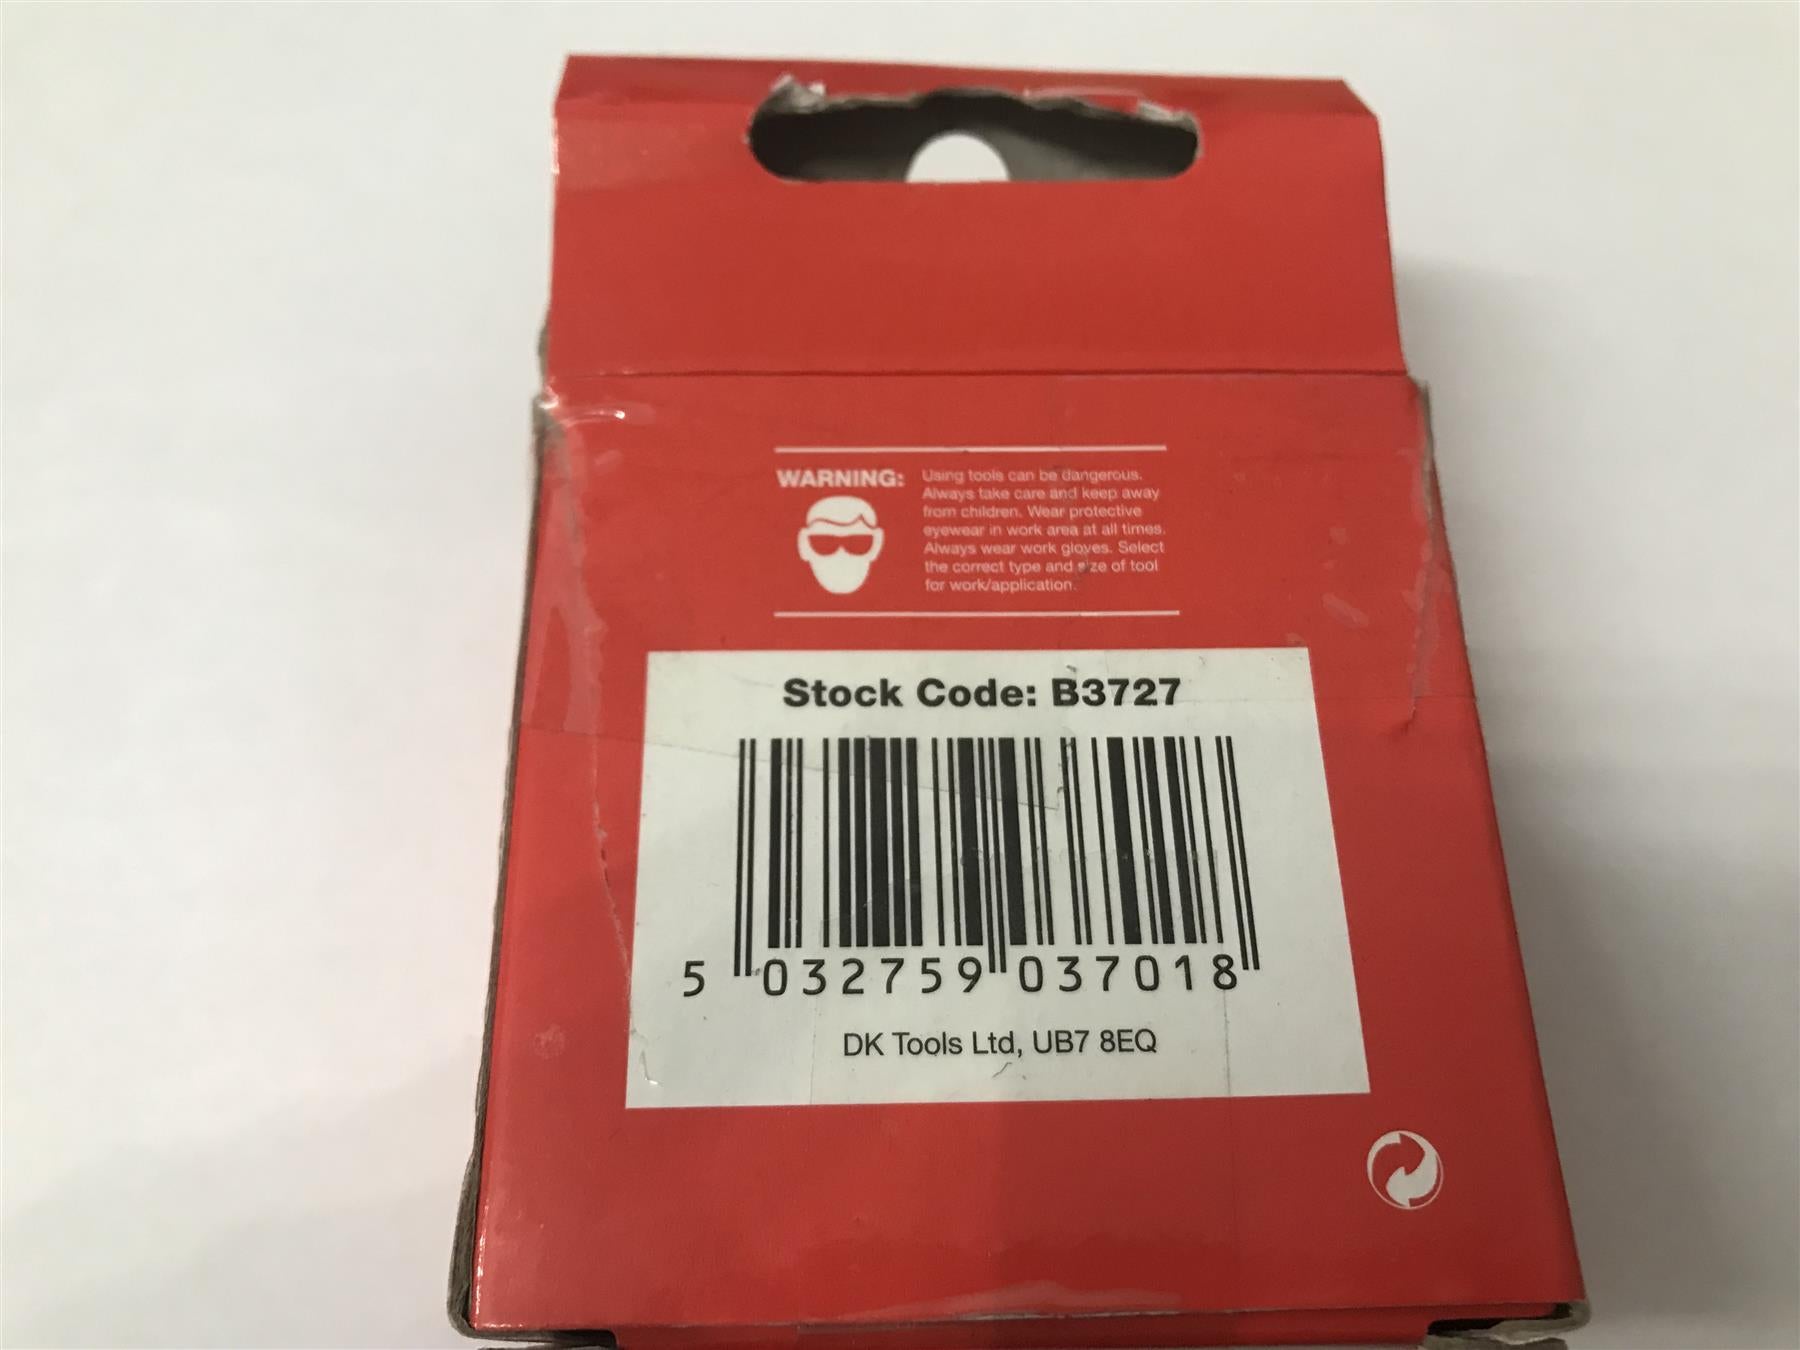 WARNING:
Using tools can be dangerous.
Always take care and keep away
from children. Wear protective
eyewear in work area at all times.
Always wear work gloves. Select
the correct type and size of tool
for work/application.
Stock Code: B3727
5 032759 037018
DK Tools Ltd, UB7 8EQ